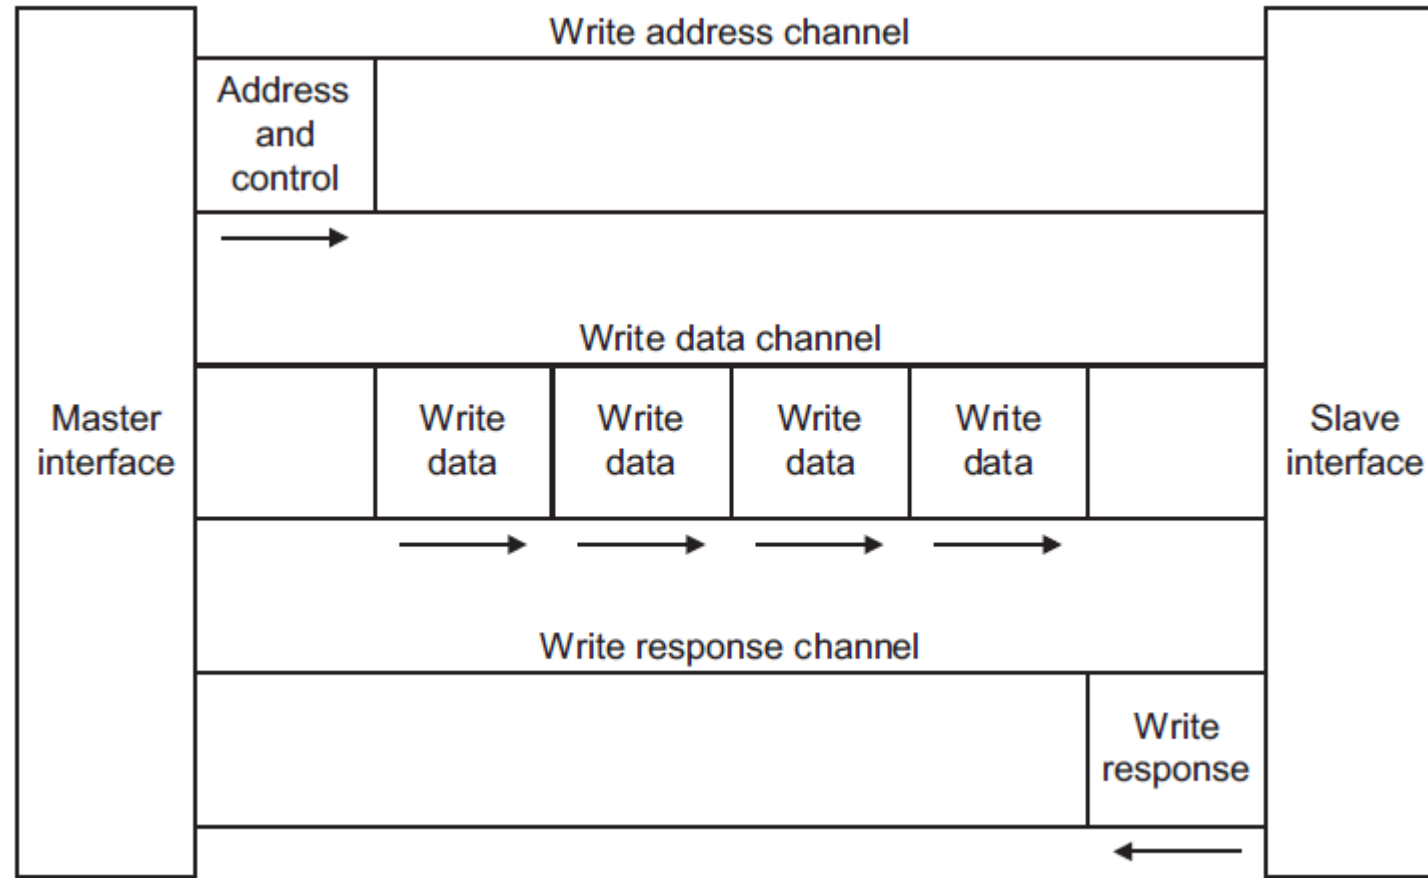 Write address channel
Address
and
control
Write data channel
Master
interface
Write
data
Write
data
Write
data
Write
data
Slave
interface
Write response channel
Write
response